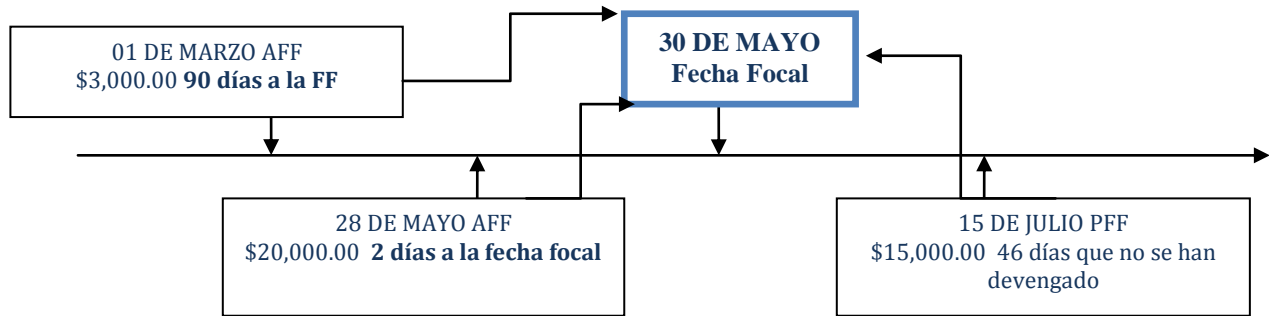 01 DE MARZO AFF
$3,000.00 90 días a la FF
30 DE MAYO
Fecha Focal
28 DE MAYO AFF
$20,000.00 2 días a la fecha focal
15 DE JULIO PFF
$15,000.00 46 días que no se han
devengado